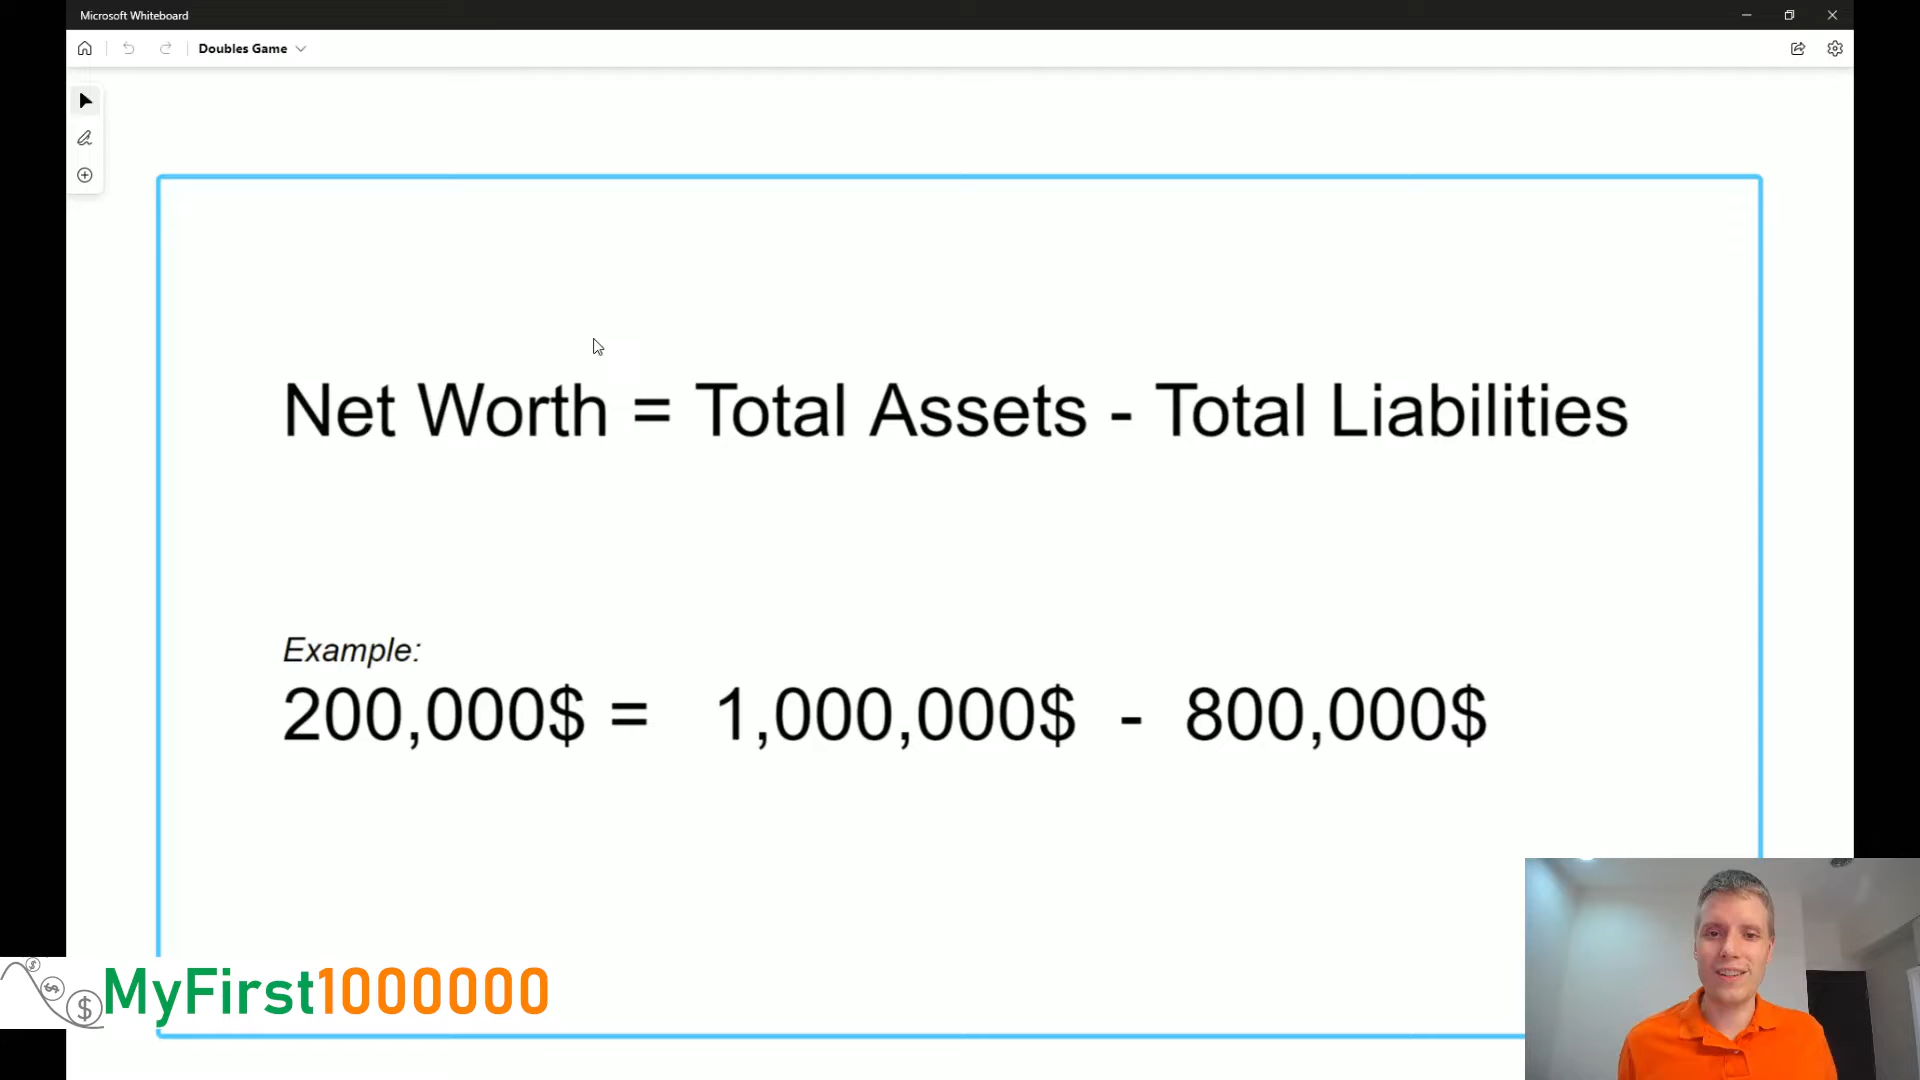 Microsoft Whiteboard
Doubles Game
Net Worth = Total Assets - Total Liabilities
Example:
200,000$ = 1,000,000$ - 800,000$
$
$
$
MyFirst1000000